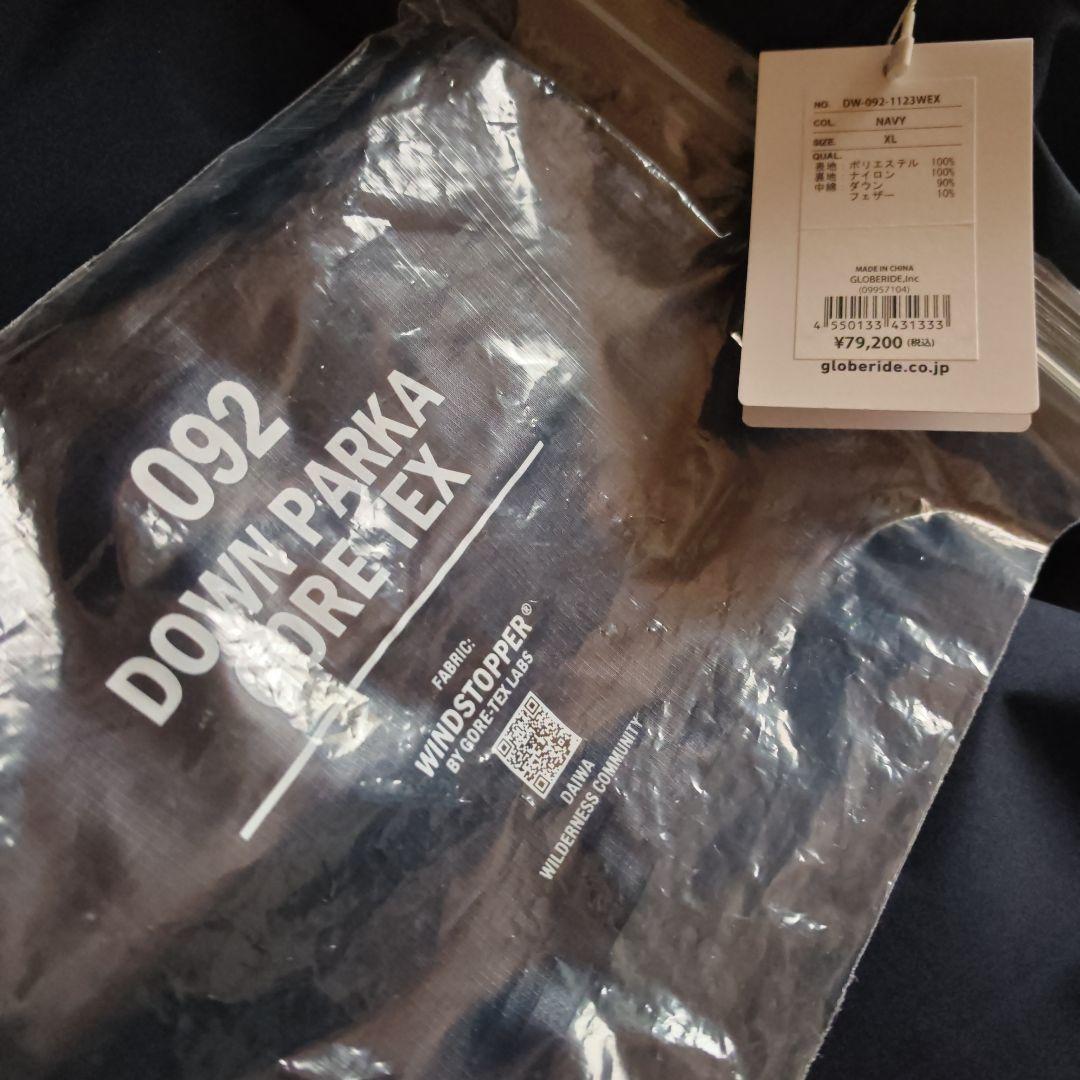 NO. DW-092-1123WEX
COL. NAVY
SIZE. XL
QUAL.
表地 : ポリエステル 100%
裏地 : ナイロン 100%
中綿 : ダウン 90%
フェザー 10%
MADE IN CHINA
GLOBERIDE,Inc
(09957104)
4 550133 431333
¥79,200 (税込)
globeride.co.jp
092
DOWN PARKA
GORE-TEX
FABRIC:
WINDSTOPPER®
BY GORE-TEX LABS
DAIWA
WILDERNESS COMMUNITY